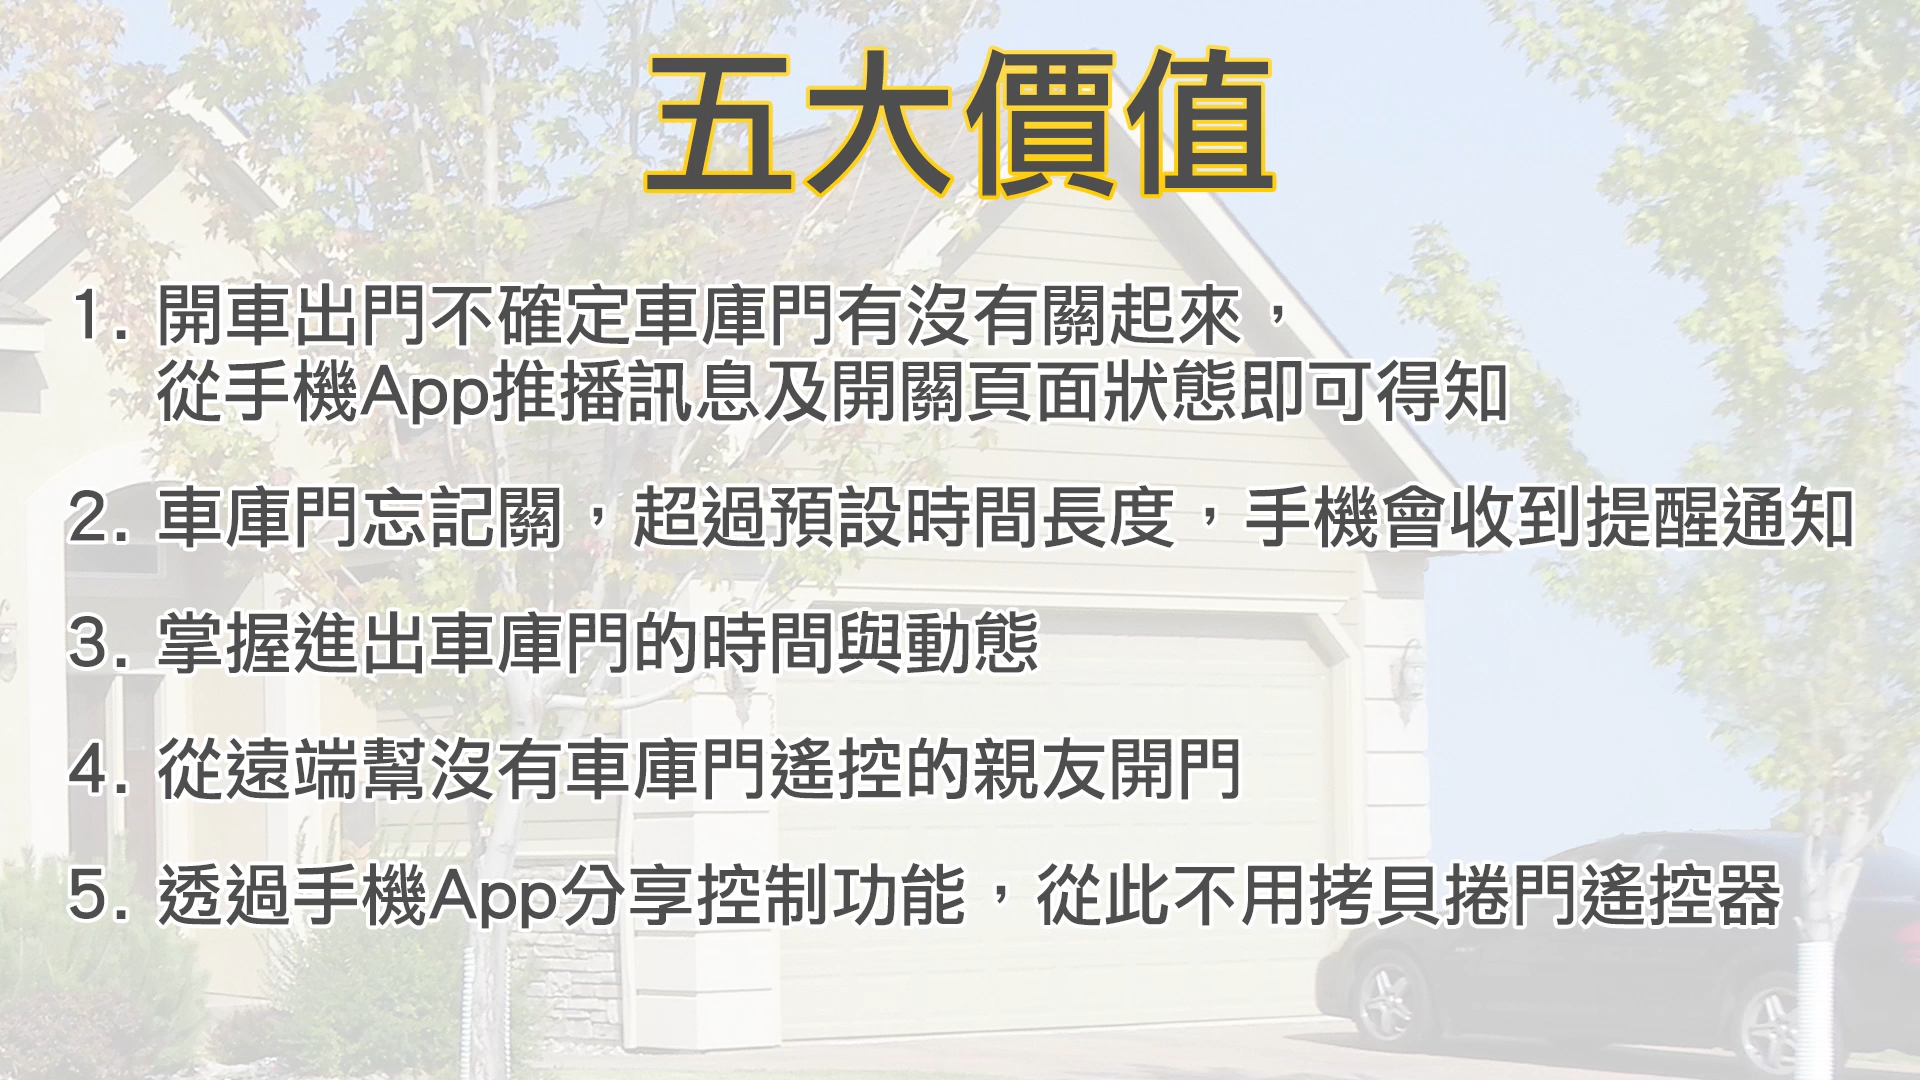 五大價值
1. 開車出門不確定車庫門有沒有關起來，
從手機App推播訊息及開關頁面狀態即可得知
2. 車庫門忘記關，超過預設時間長度，手機會收到提醒通知
3. 掌握進出車庫門的時間與動態
4. 從遠端幫沒有車庫門遙控的親友開門
5. 透過手機App分享控制功能，從此不用拷貝捲門遙控器